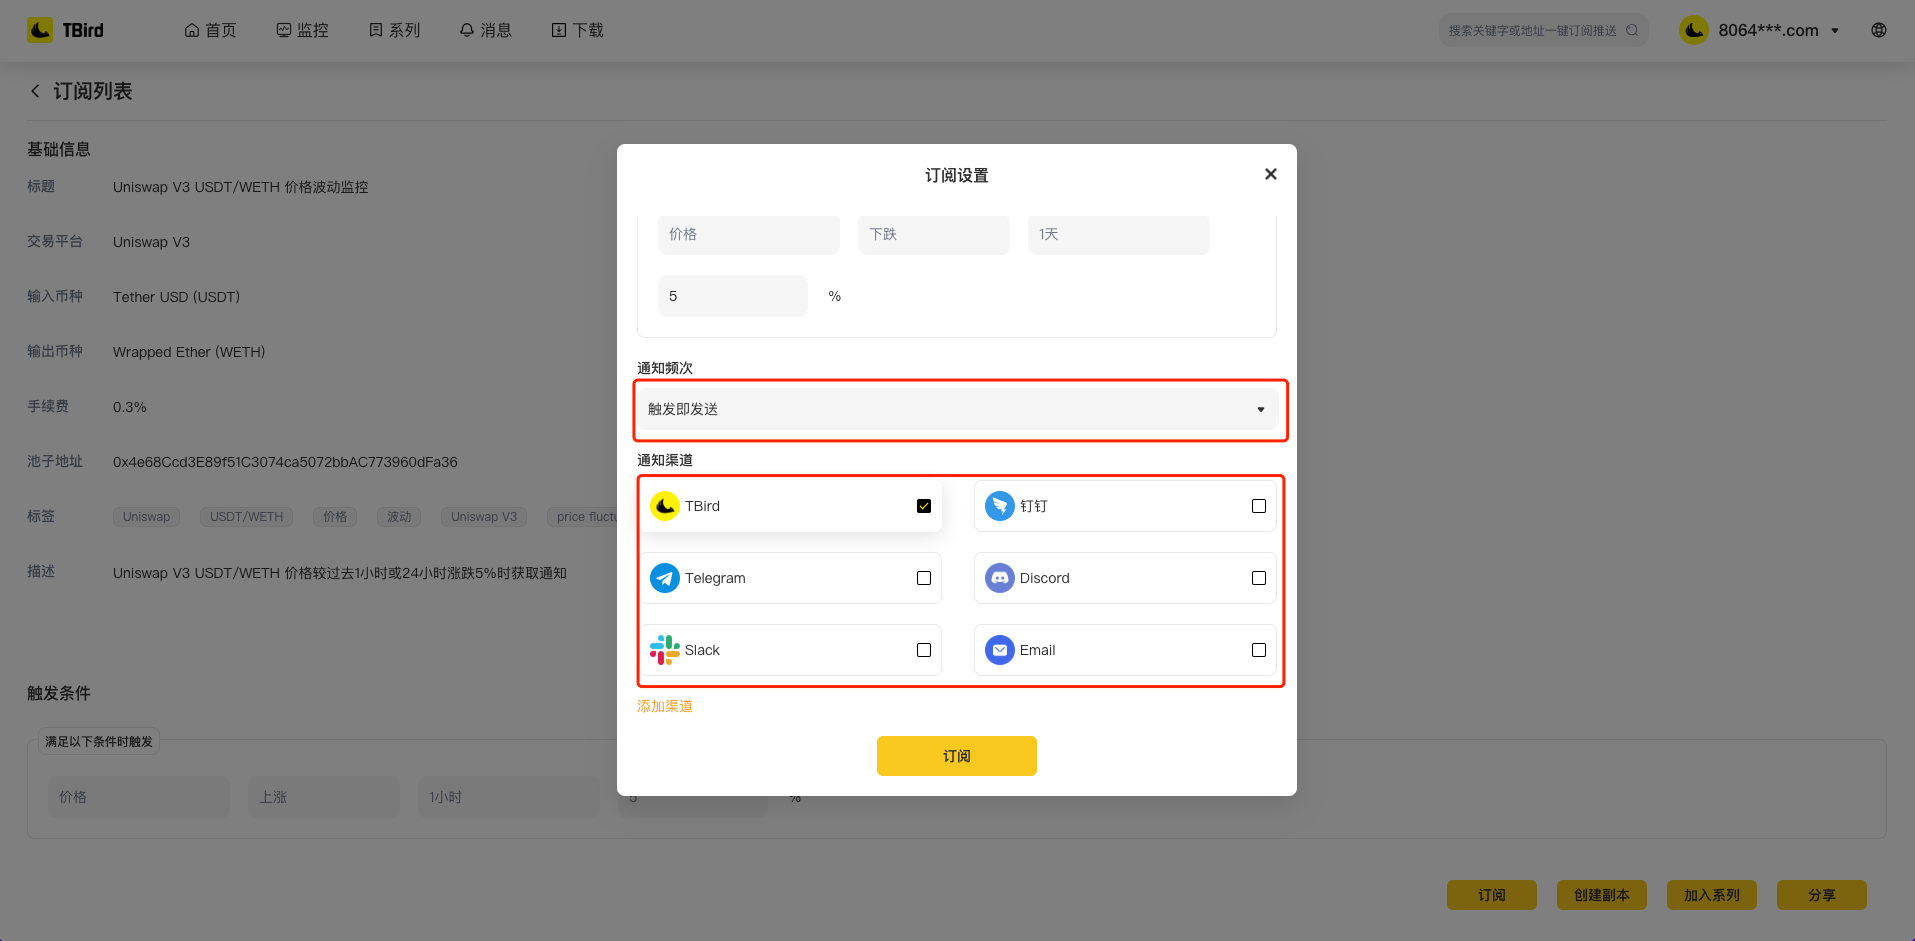 TBird 首页 监控 系列 消息 下载 搜索关键字或地址一键订阅推送 8064***.com
订阅列表
基础信息
标题 Uniswap V3 USDT/WETH 价格波动监控
交易平台 Uniswap V3
输入币种 Tether USD (USDT)
输出币种 Wrapped Ether (WETH)
手续费 0.3%
池子地址 0x4e68Ccd3E89f51C3074ca5072bbAC773960dFa36
标签 Uniswap USDT/WETH 价格 波动 Uniswap V3 price fluctu
描述 Uniswap V3 USDT/WETH 价格较过去1小时或24小时涨跌5%时获取通知
触发条件
满足以下条件时触发
价格 上涨 1小时 5 %
订阅 创建副本 加入系列 分享
订阅设置
价格 下跌 1天
5 %
通知频次
触发即发送
通知渠道
TBird 钉钉
Telegram Discord
Slack Email
添加渠道
订阅